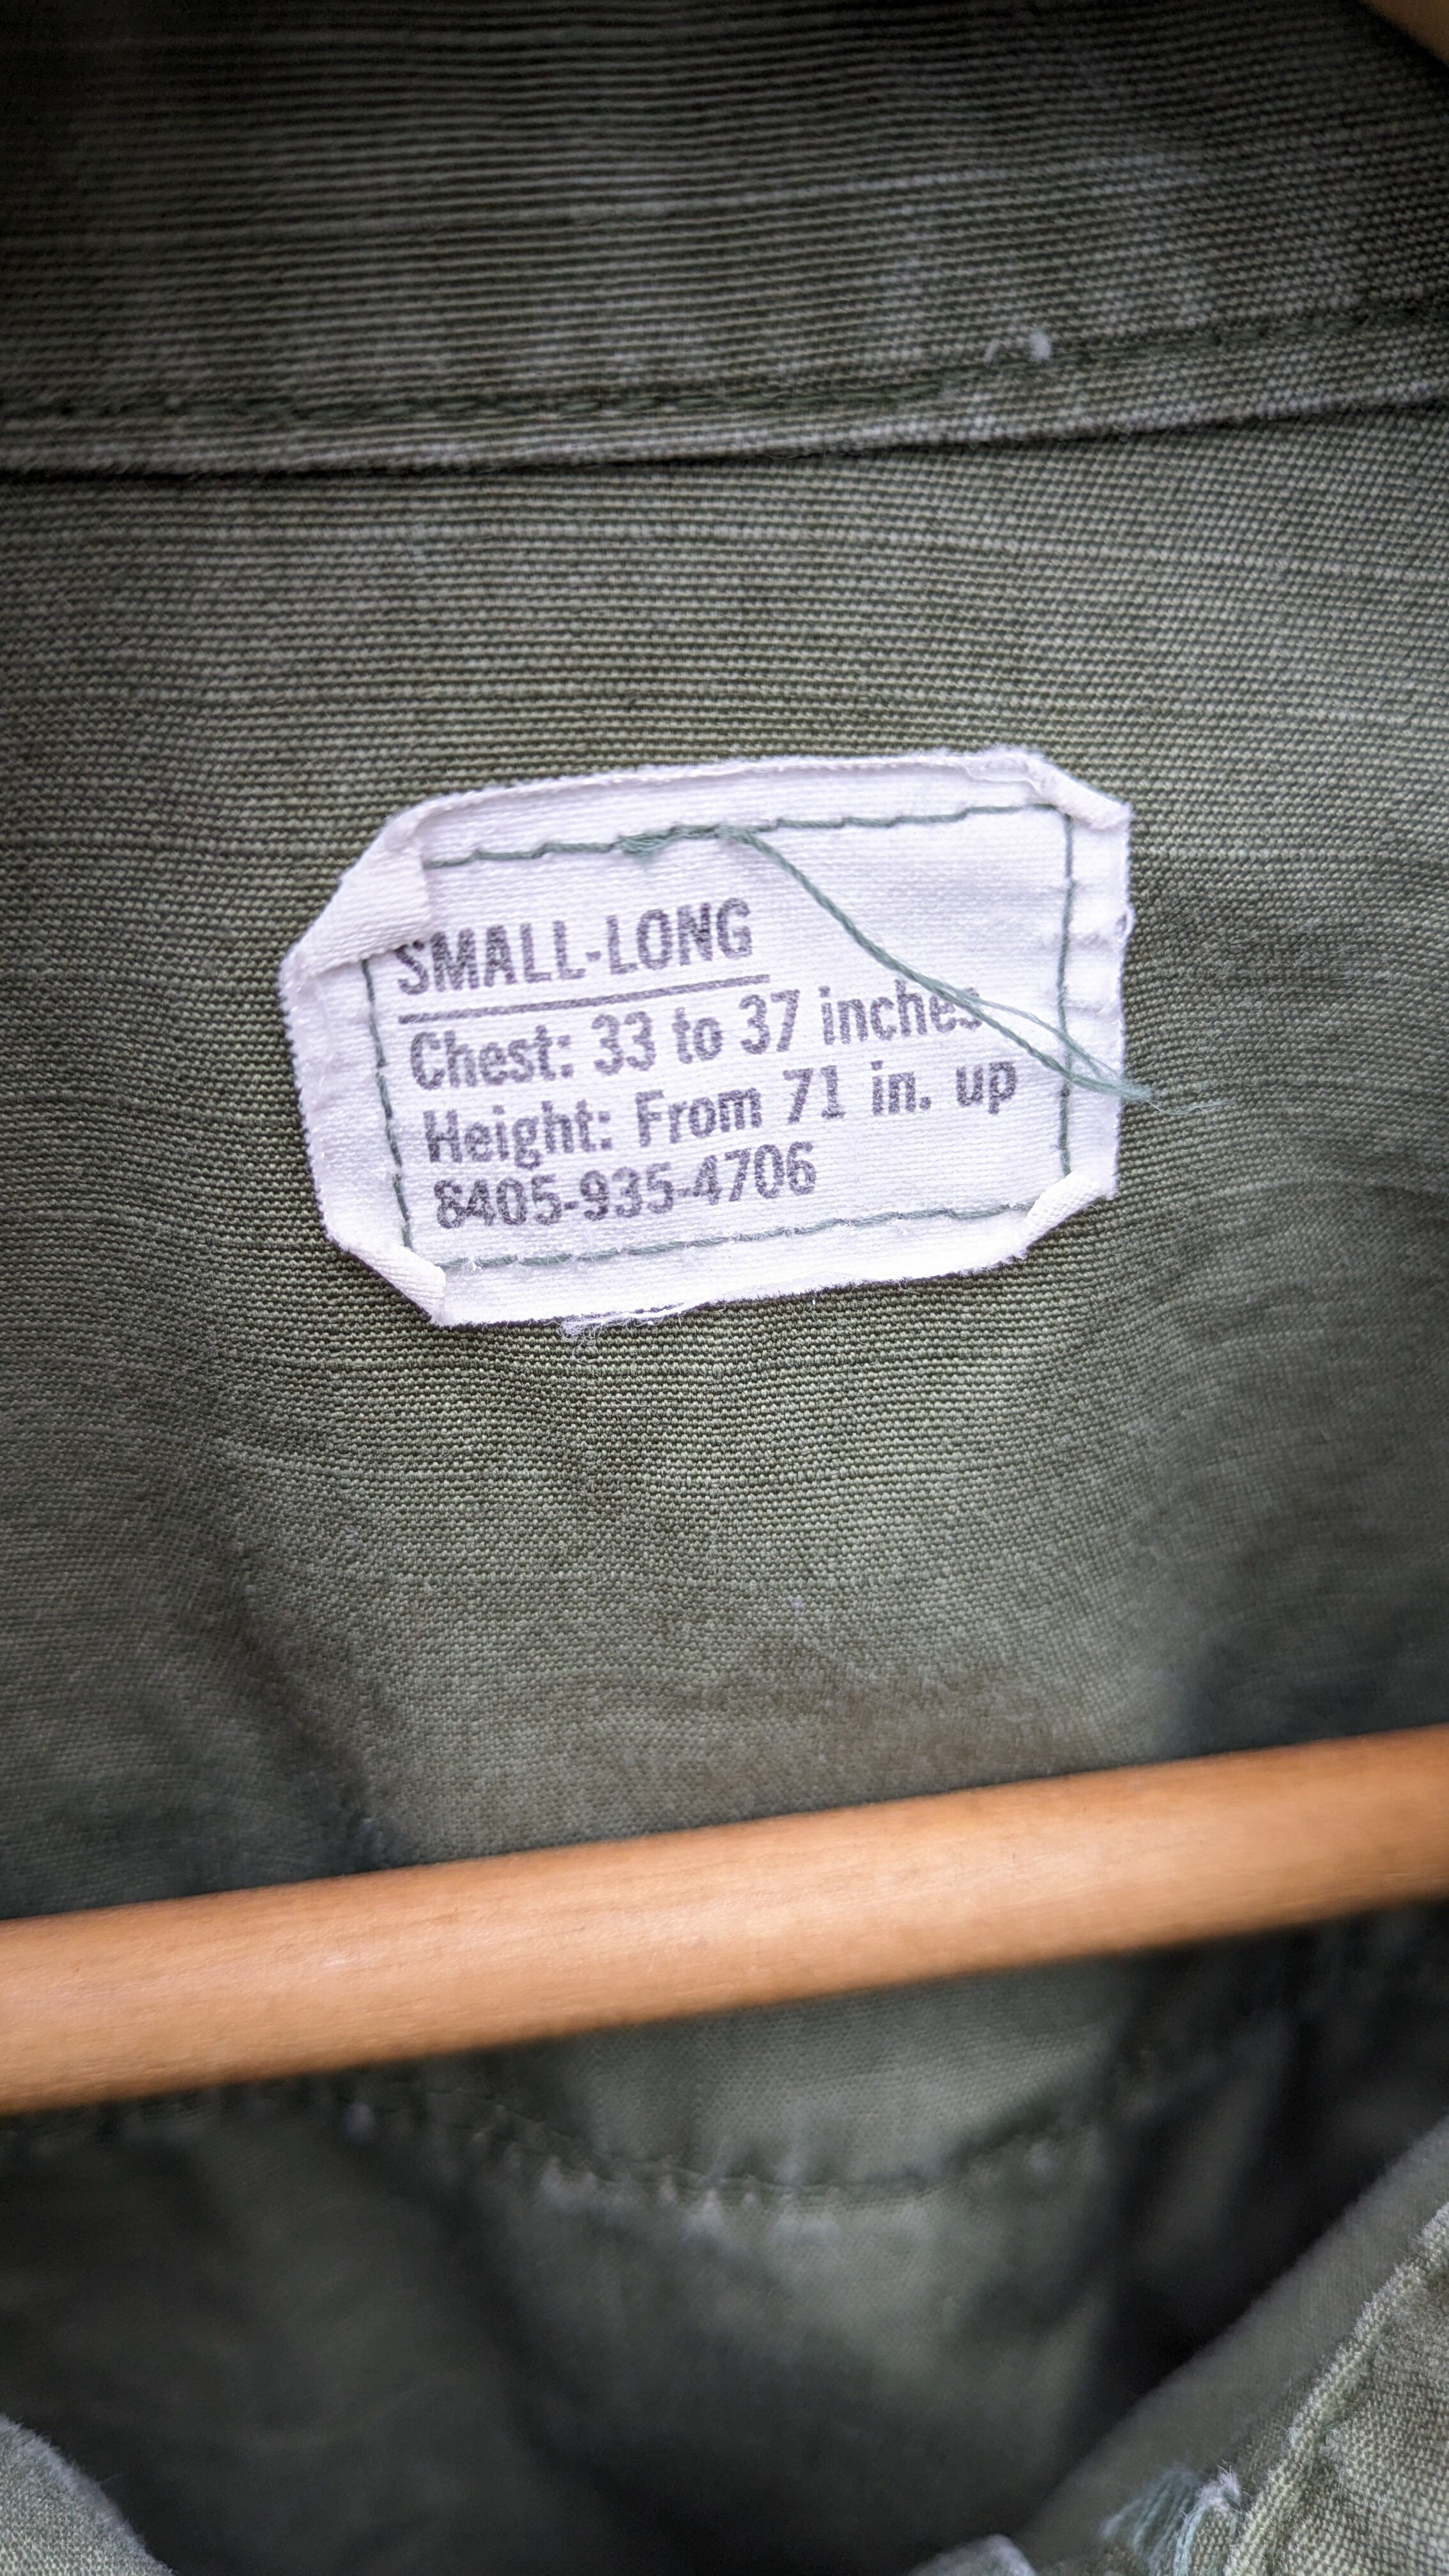 SMALL-LONG
Chest: 33 to 37 inches
Height: From 71 in. up
8405-935-4706